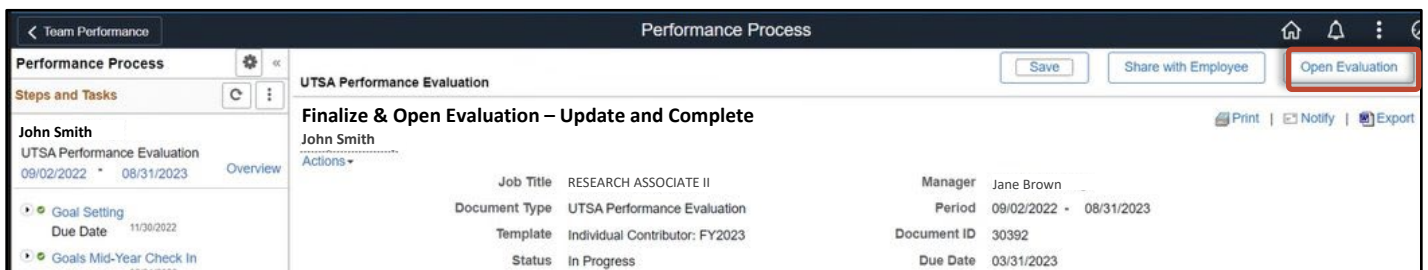 Team Performance
Performance Process
Performance Process
Steps and Tasks
John Smith
UTSA Performance Evaluation
09/02/2022 - 08/31/2023
Overview
Goal Setting
Due Date 11/30/2022
Goals Mid-Year Check In
UTSA Performance Evaluation
Save
Share with Employee
Open Evaluation
Finalize & Open Evaluation – Update and Complete
Print | Notify | Export
John Smith
Actions
Job Title RESEARCH ASSOCIATE II
Manager Jane Brown
Document Type UTSA Performance Evaluation
Period 09/02/2022 - 08/31/2023
Template Individual Contributor: FY2023
Document ID 30392
Status In Progress
Due Date 03/31/2023